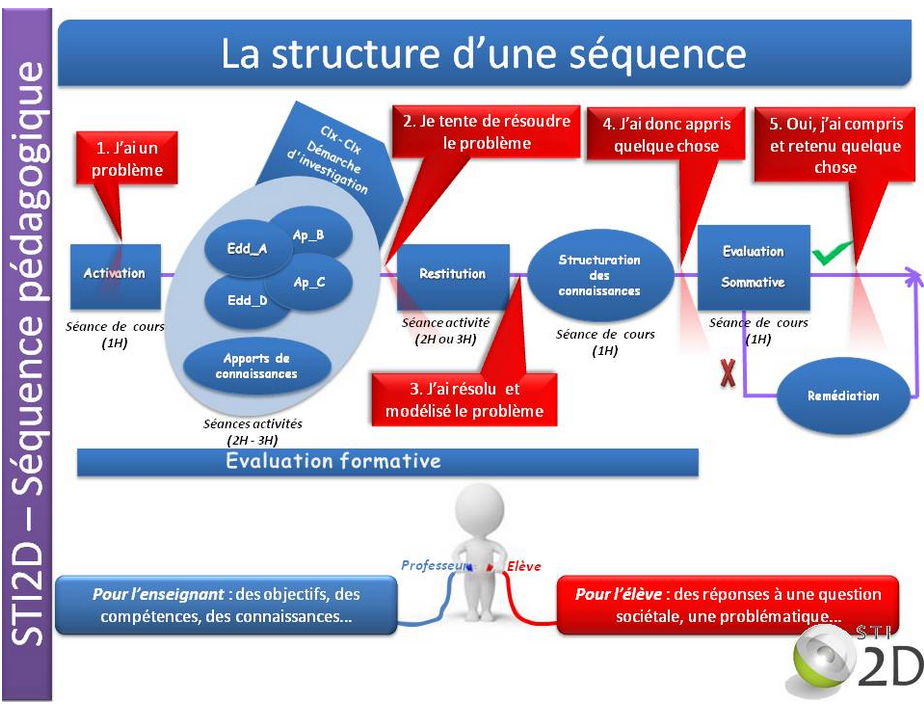 STI2D – Séquence pédagogique
La structure d'une séquence
1. J'ai un
problème
CIx - CIx
Démarche
d'investigation
2. Je tente de résoudre
le problème
4. J'ai donc appris
quelque chose
5. Oui, j'ai compris
et retenu quelque
chose
Activation
Séance de cours
(1H)
Edd_A
Ap_B
Ap_C
Edd_D
Apports de
connaissances
Séances activités
(2H - 3H)
Restitution
Séance activité
(2H ou 3H)
3. J'ai résolu et
modélisé le problème
Structuration
des
connaissances
Séance de cours
(1H)
Evaluation
Sommative
Séance de cours
(1H)
X
Remédiation
Évaluation formative
Professeur
Elève
Pour l'enseignant : des objectifs, des
compétences, des connaissances...
Pour l'élève : des réponses à une question
sociétale, une problématique...
STI
2D